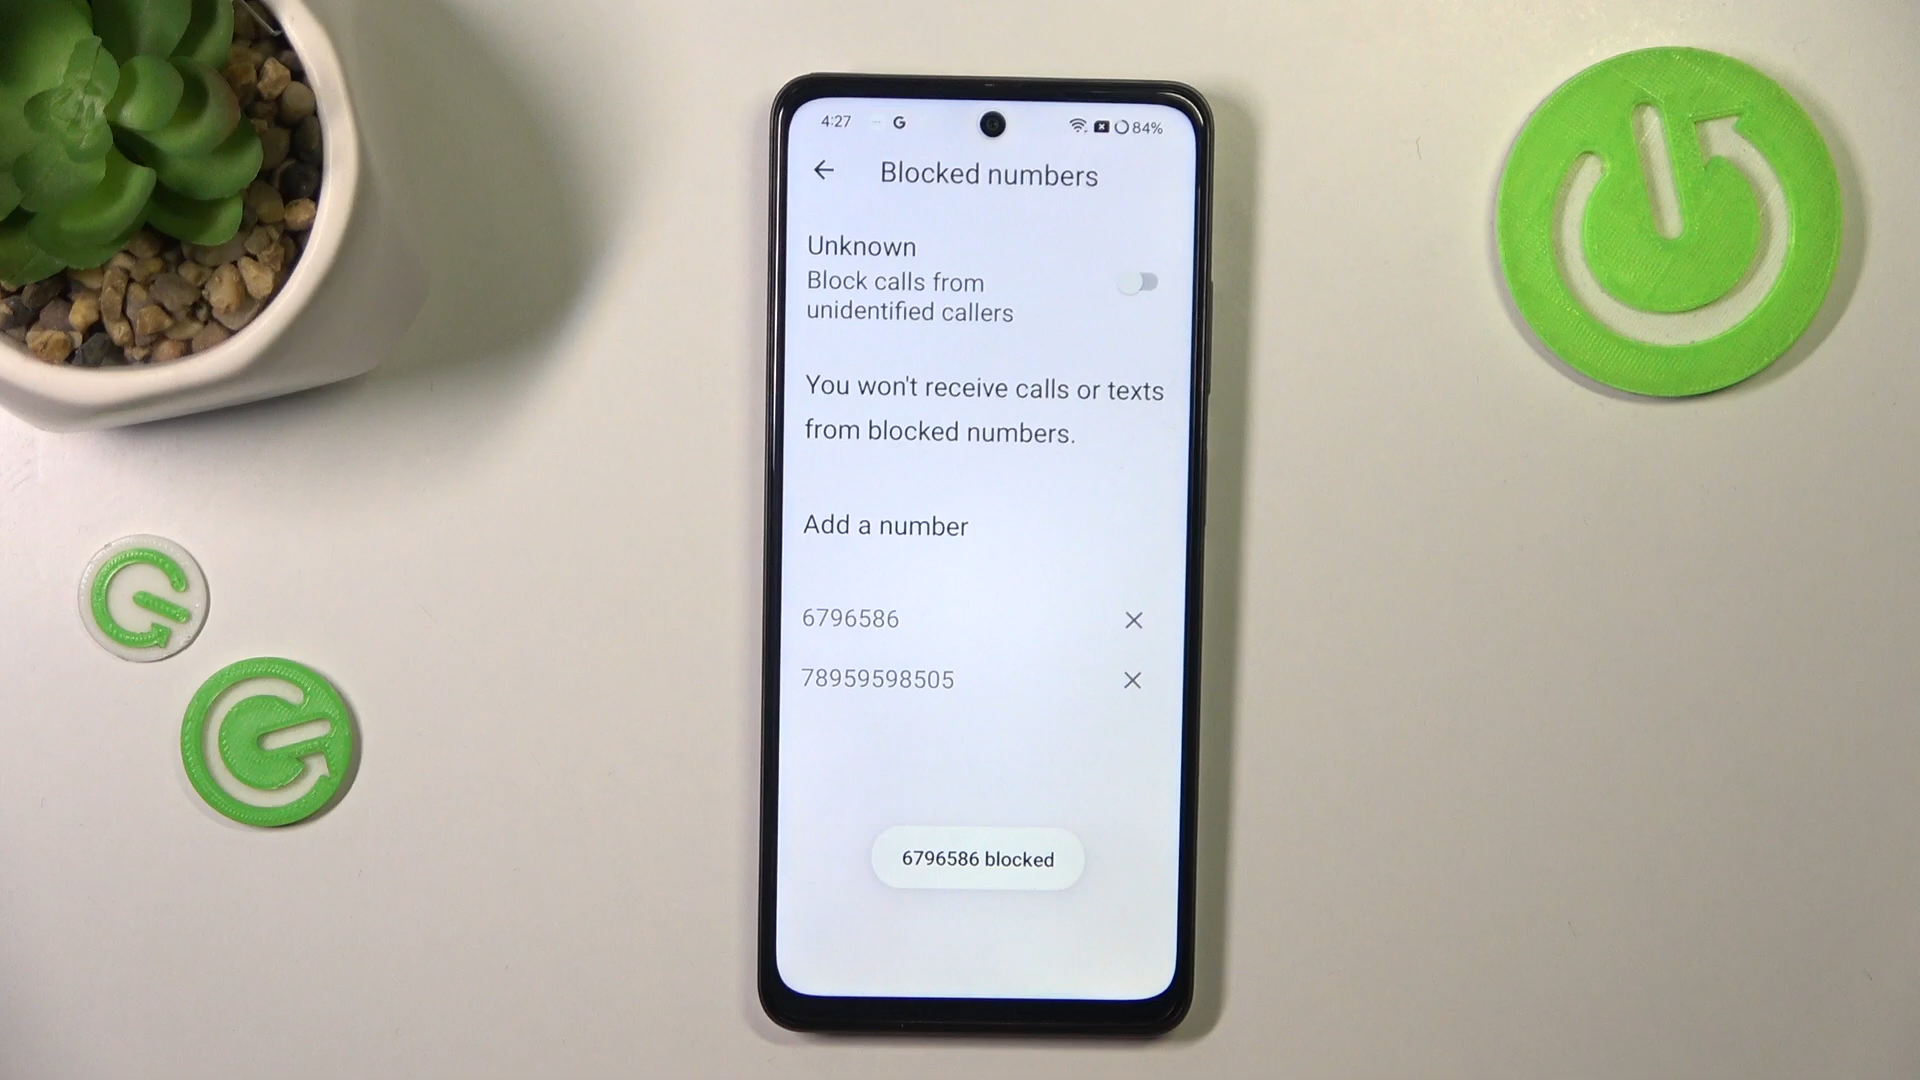 4:27 G 84%
Blocked numbers
Unknown
Block calls from
unidentified callers
You won't receive calls or texts
from blocked numbers.
Add a number
6796586
78959598505
6796586 blocked